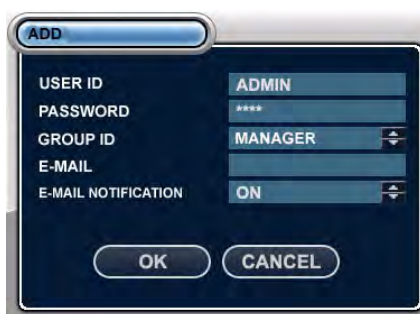 ADD
USER ID ADMIN
PASSWORD ****
GROUP ID MANAGER
E-MAIL
E-MAIL NOTIFICATION ON
OK CANCEL